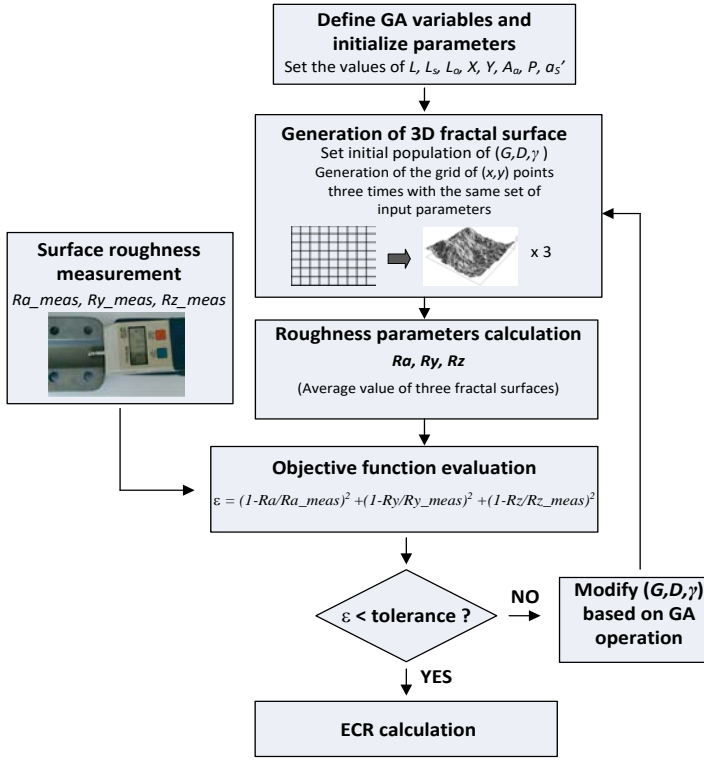 Define GA variables and
initialize parameters
Set the values of L, Ls, Lα, X, Y, Aα, P, as'
Generation of 3D fractal surface
Set initial population of (G,D,γ )
Generation of the grid of (x,y) points
three times with the same set of
input parameters
x 3
Surface roughness
measurement
Ra_meas, Ry_meas, Rz_meas
Roughness parameters calculation
Ra, Ry, Rz
(Average value of three fractal surfaces)
Objective function evaluation
ε = (1-Ra/Ra_meas)² +(1-Ry/Ry_meas)² +(1-Rz/Rz_meas)²
ε < tolerance ?
NO
Modify (G,D,γ)
based on GA
operation
YES
ECR calculation